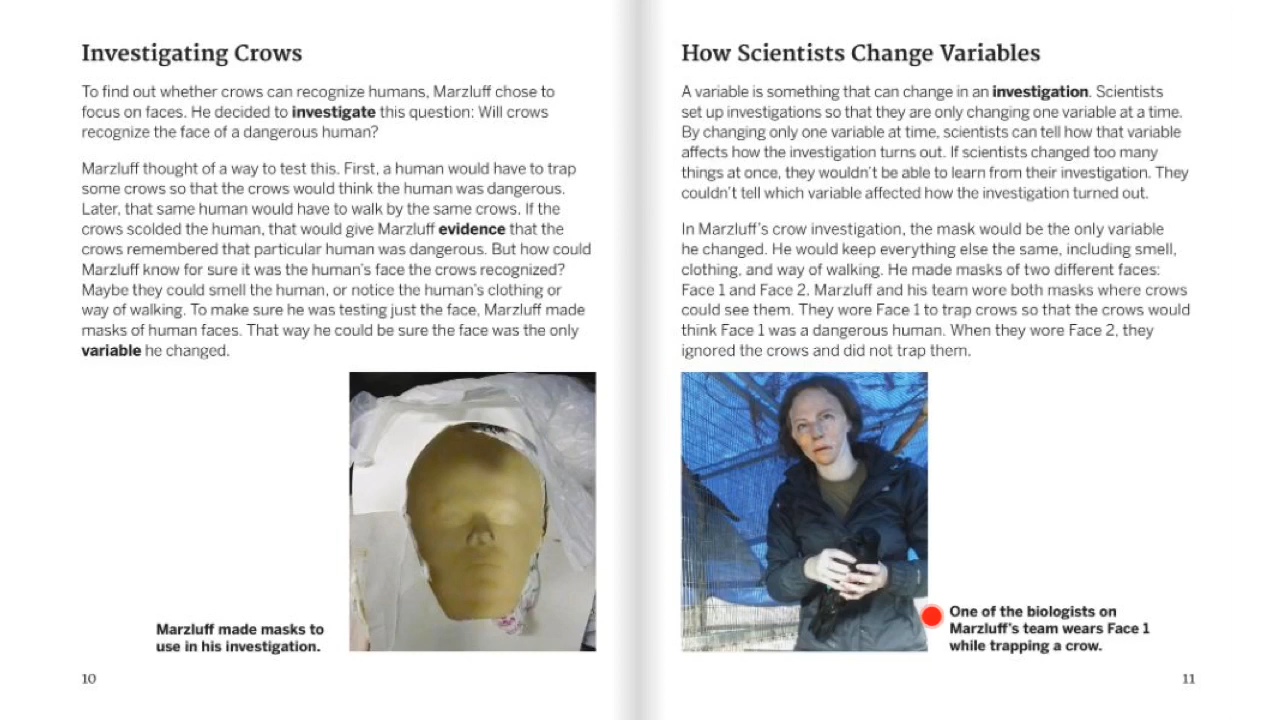 Investigating Crows
To find out whether crows can recognize humans, Marzluff chose to
focus on faces. He decided to investigate this question: Will crows
recognize the face of a dangerous human?
Marzluff thought of a way to test this. First, a human would have to trap
some crows so that the crows would think the human was dangerous.
Later, that same human would have to walk by the same crows. If the
crows scolded the human, that would give Marzluff evidence that the
crows remembered that particular human was dangerous. But how could
Marzluff know for sure it was the human's face the crows recognized?
Maybe they could smell the human, or notice the human's clothing or
way of walking. To make sure he was testing just the face, Marzluff made
masks of human faces. That way he could be sure the face was the only
variable he changed.
Marzluff made masks to
use in his investigation.
10
How Scientists Change Variables
A variable is something that can change in an investigation. Scientists
set up investigations so that they are only changing one variable at a time.
By changing only one variable at time, scientists can tell how that variable
affects how the investigation turns out. If scientists changed too many
things at once, they wouldn't be able to learn from their investigation. They
couldn't tell which variable affected how the investigation turned out.
In Marzluff's crow investigation, the mask would be the only variable
he changed. He would keep everything else the same, including smell,
clothing, and way of walking. He made masks of two different faces:
Face 1 and Face 2. Marzluff and his team wore both masks where crows
could see them. They wore Face 1 to trap crows so that the crows would
think Face 1 was a dangerous human. When they wore Face 2, they
ignored the crows and did not trap them.
One of the biologists on
Marzluff's team wears Face 1
while trapping a crow.
11